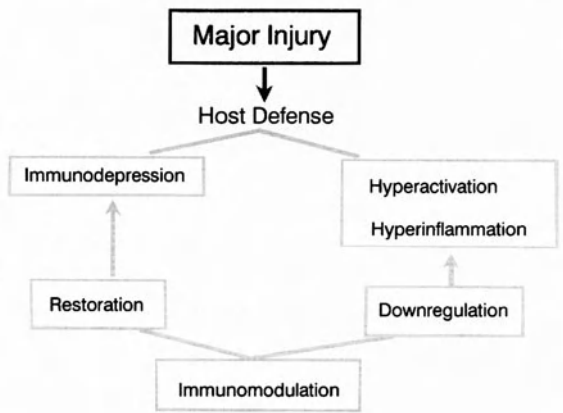 Major Injury
Host Defense
Immunodepression
Hyperactivation
Hyperinflammation
Restoration
Downregulation
Immunomodulation